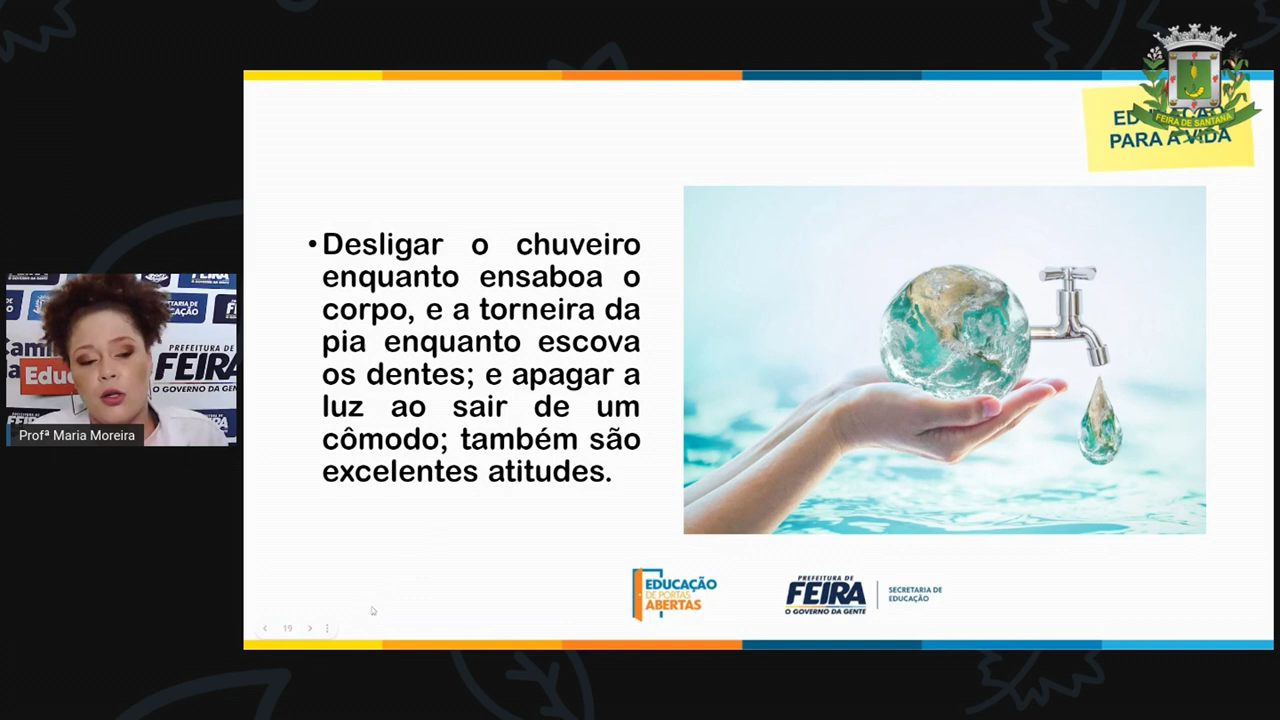 FEIRA DE SANTANA
PARA A VIDA
• Desligar o chuveiro
enquanto ensaboa o
corpo, e a torneira da
pia enquanto escova
os dentes; e apagar a
luz ao sair de um
cômodo; também são
excelentes atitudes.
PREFEITURA DE
FEIRA
O GOVERNO DA GENTE
Profª Maria Moreira
EDUCAÇÃO
DE PORTAS
ABERTAS
PREFEITURA DE
FEIRA
O GOVERNO DA GENTE
SECRETARIA DE
EDUCAÇÃO
19